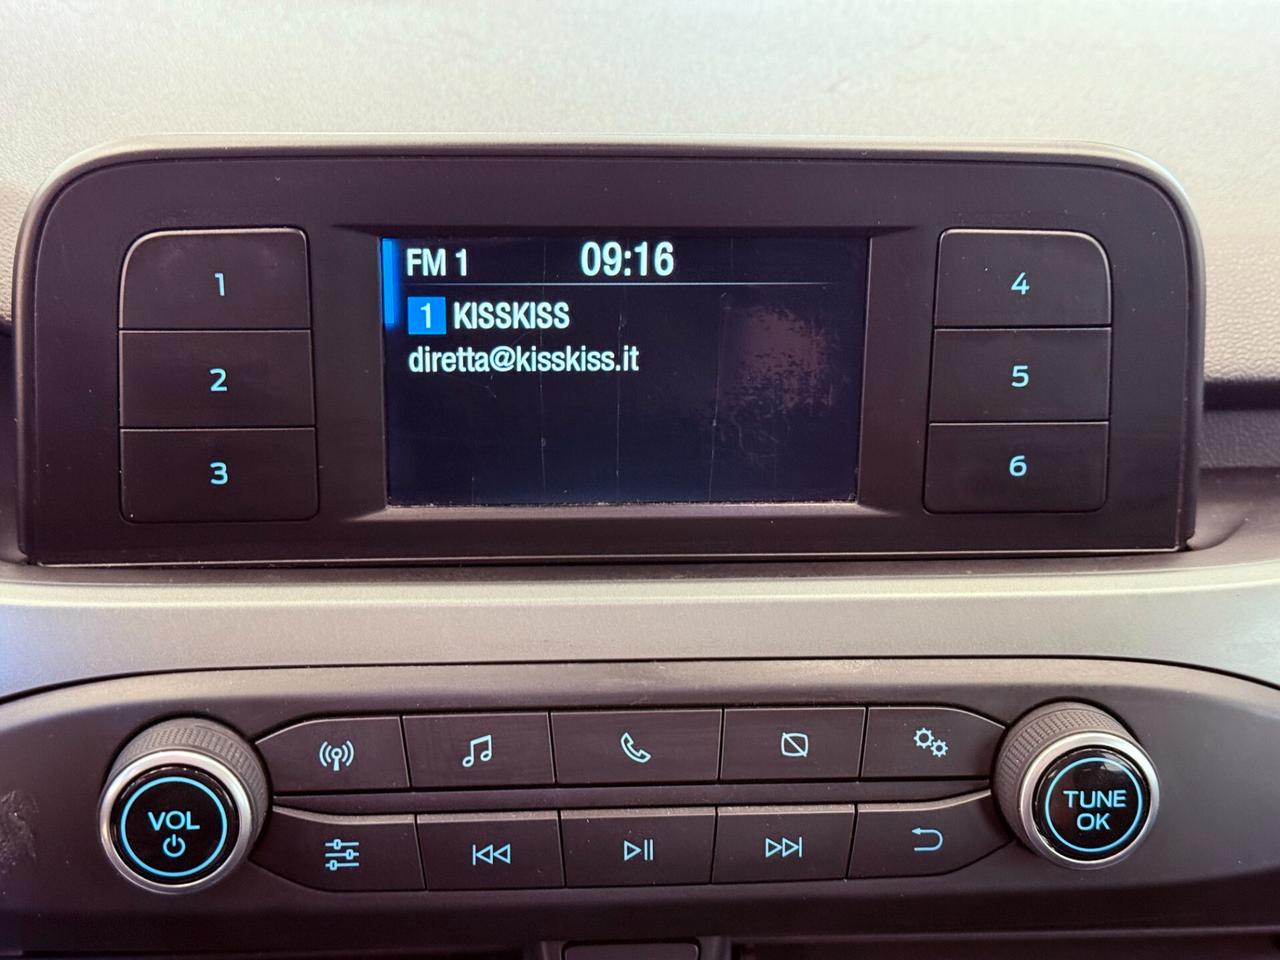 FM 1 09:16
1 KISSKISS
diretta@kisskiss.it
1
2
3
4
5
6
VOL
TUNE
OK